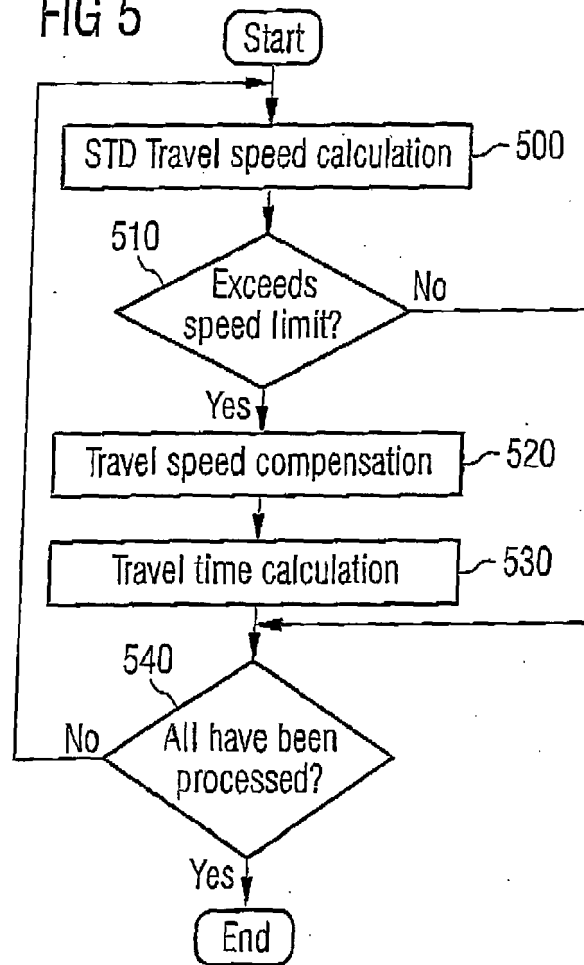 FIG 5
Start
STD Travel speed calculation
500
510
Exceeds
speed limit?
No
Yes
Travel speed compensation
520
Travel time calculation
530
540
No
All have been
processed?
Yes
End